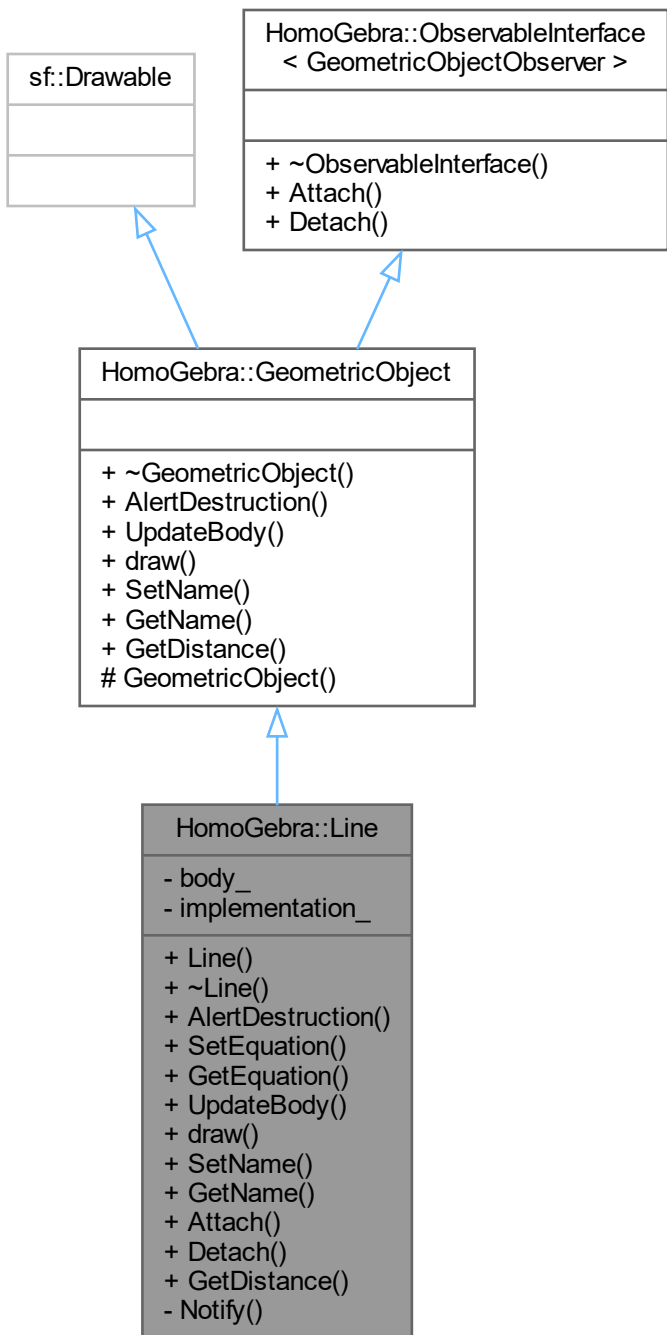 sf::Drawable
HomoGebra::ObservableInterface
< GeometricObjectObserver >
+ ~ObservableInterface()
+ Attach()
+ Detach()
HomoGebra::GeometricObject
+ ~GeometricObject()
+ AlertDestruction()
+ UpdateBody()
+ draw()
+ SetName()
+ GetName()
+ GetDistance()
# GeometricObject()
HomoGebra::Line
- body_
- implementation_
+ Line()
+ ~Line()
+ AlertDestruction()
+ SetEquation()
+ GetEquation()
+ UpdateBody()
+ draw()
+ SetName()
+ GetName()
+ Attach()
+ Detach()
+ GetDistance()
- Notify()